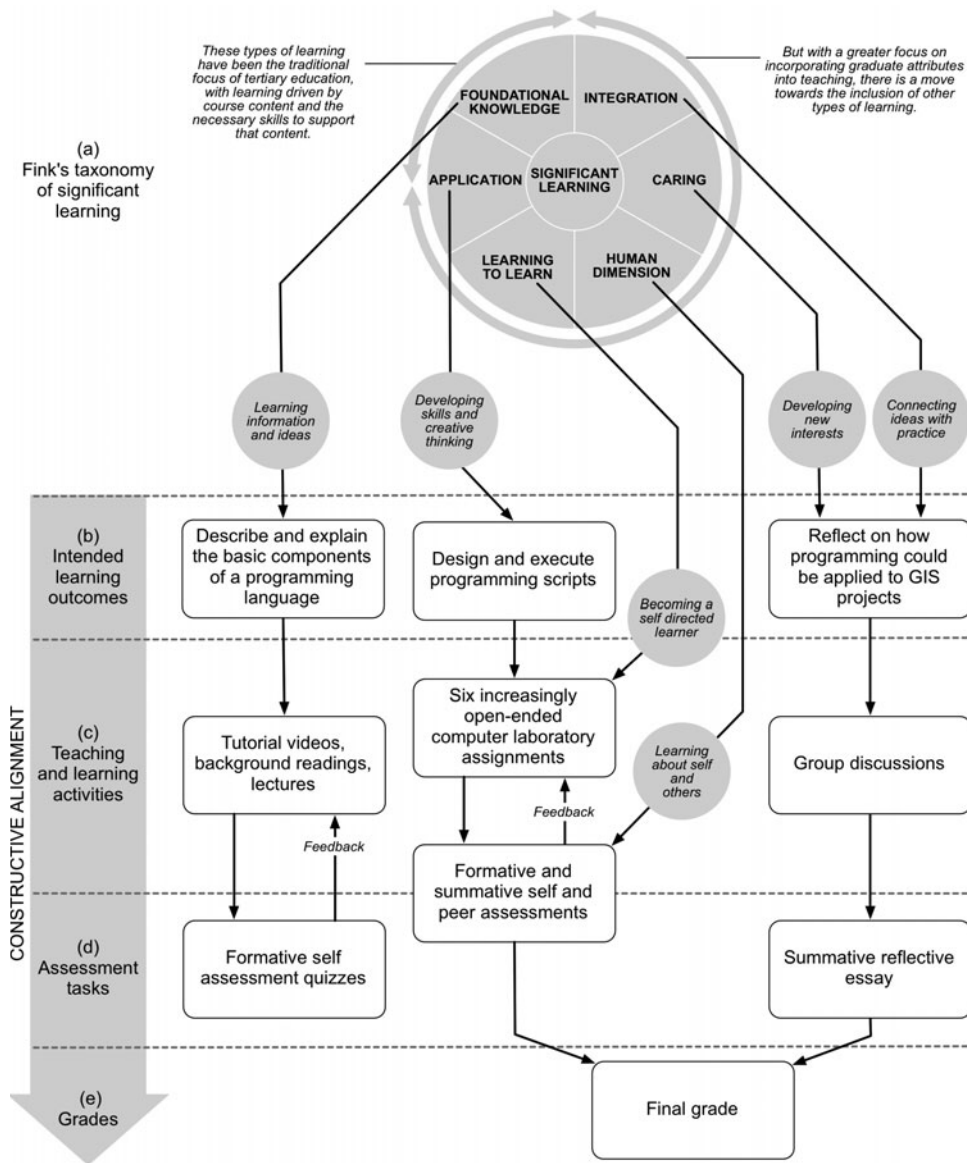 These types of learning
have been the traditional
focus of tertiary education,
with learning driven by
course content and the
necessary skills to support
that content.
But with a greater focus on
incorporating graduate attributes
into teaching, there is a move
towards the inclusion of other
types of learning.
(a)
Fink's taxonomy
of significant
learning
FOUNDATIONAL
KNOWLEDGE
INTEGRATION
APPLICATION
SIGNIFICANT
LEARNING
CARING
LEARNING
TO LEARN
HUMAN
DIMENSION
Learning
information
and ideas
Developing
skills and
creative
thinking
Developing
new
interests
Connecting
ideas with
practice
CONSTRUCTIVE ALIGNMENT
(b)
Intended
learning
outcomes
Describe and explain
the basic components
of a programming
language
Design and execute
programming scripts
Reflect on how
programming could
be applied to GIS
projects
Becoming a
self directed
learner
(c)
Teaching
and learning
activities
Tutorial videos,
background readings,
lectures
Six increasingly
open-ended
computer laboratory
assignments
Group discussions
Learning
about self
and
others
Feedback
Feedback
Formative and
summative self and
peer assessments
(d)
Assessment
tasks
Formative self
assessment quizzes
Summative reflective
essay
(e)
Grades
Final grade